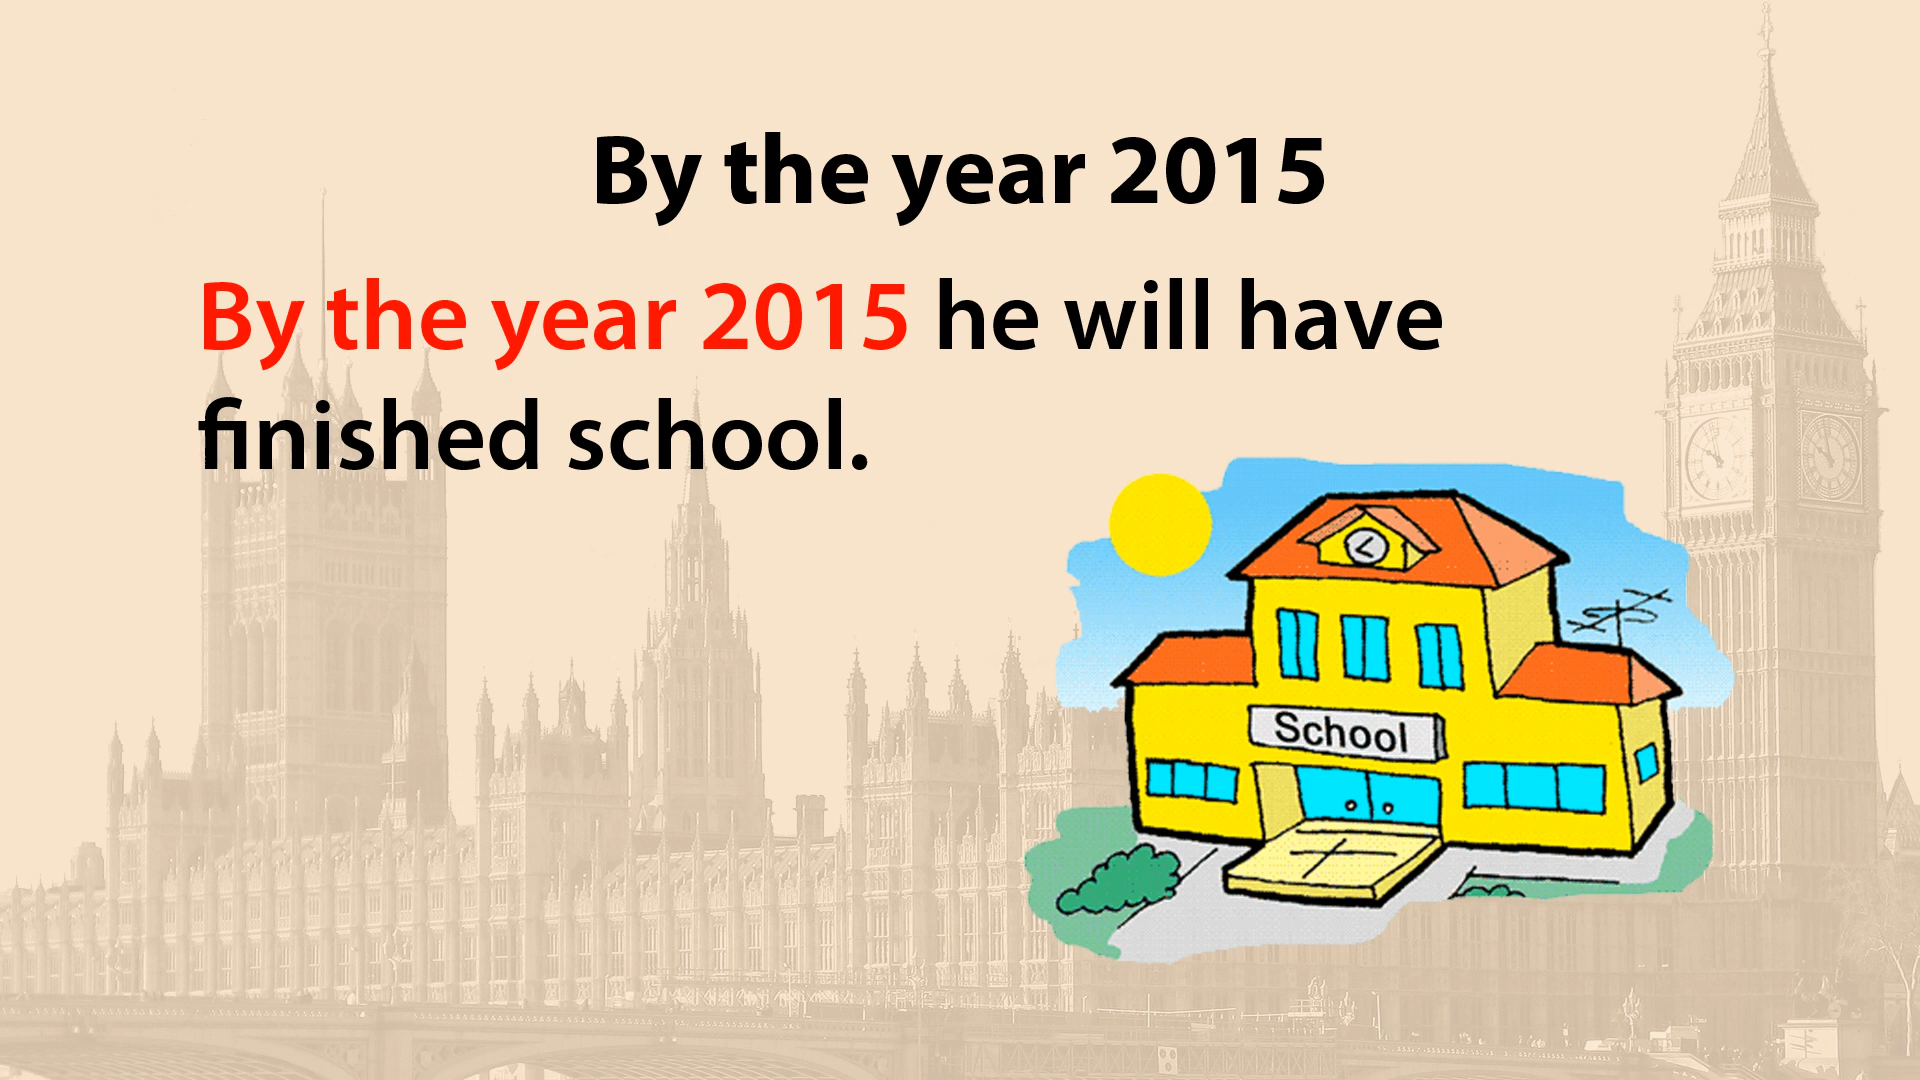 By the year 2015
By the year 2015 he will have
finished school.
School